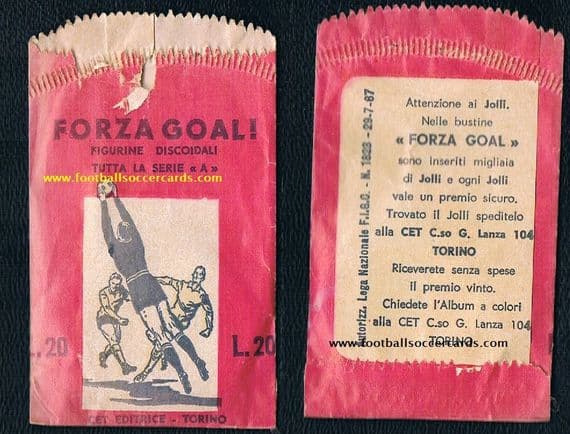 FORZA GOAL!
FIGURINE DISCOIDALI
TUTTA LA SERIE «A»
www.footballsoccercards.com
L. 20
L. 20
CET EDITRICE - TORINO
Attenzione ai Jolli.
Nelle bustine
« FORZA GOAL »
sono inseriti migliaia
di Jolli e ogni Jolli
vale un premio sicuro.
Trovato il Jolli speditelo
alla CET C.so G. Lanza 104
TORINO
Riceverete senza spese
il premio vinto.
Chiedete l'Album a colori
alla CET C.so G. Lanza 104
TORINO
www.footballsoccercards.com
Autorizz. Lega Nazionale F.I.G.C. - N. 1823 - 29-7-67